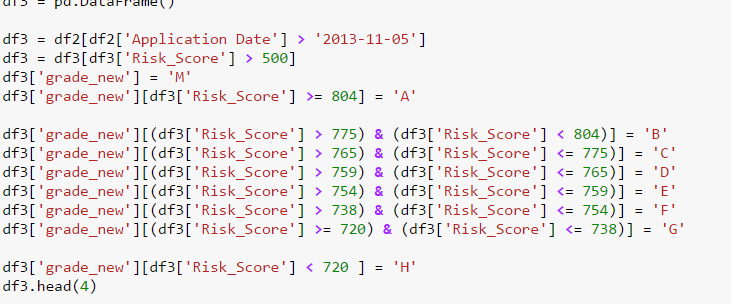 df3 = pd.DataFrame()
df3 = df2[df2['Application Date'] > '2013-11-05']
df3 = df3[df3['Risk_Score'] > 500]
df3['grade_new'] = 'M'
df3['grade_new'][df3['Risk_Score'] >= 804] = 'A'
df3['grade_new'][(df3['Risk_Score'] > 775) & (df3['Risk_Score'] < 804)] = 'B'
df3['grade_new'][(df3['Risk_Score'] > 765) & (df3['Risk_Score'] <= 775)] = 'C'
df3['grade_new'][(df3['Risk_Score'] > 759) & (df3['Risk_Score'] <= 765)] = 'D'
df3['grade_new'][(df3['Risk_Score'] > 754) & (df3['Risk_Score'] <= 759)] = 'E'
df3['grade_new'][(df3['Risk_Score'] > 738) & (df3['Risk_Score'] <= 754)] = 'F'
df3['grade_new'][(df3['Risk_Score'] >= 720) & (df3['Risk_Score'] <= 738)] = 'G'
df3['grade_new'][df3['Risk_Score'] < 720 ] = 'H'
df3.head(4)